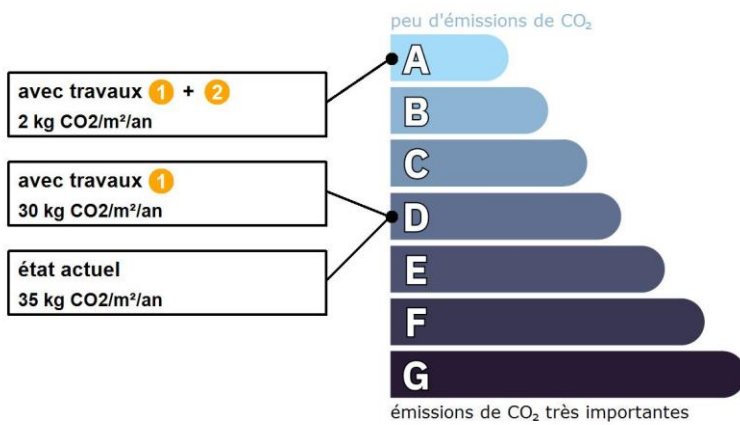 peu d'émissions de CO₂
A
avec travaux 1 + 2
2 kg CO2/m²/an
B
C
avec travaux 1
30 kg CO2/m²/an
D
état actuel
35 kg CO2/m²/an
E
F
G
émissions de CO₂ très importantes